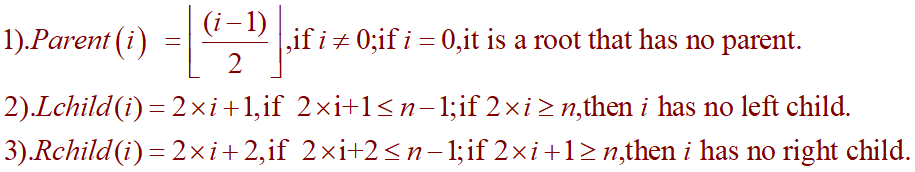 1).Parent(i) = ⌊(i−1)/2⌋,if i ≠ 0;if i = 0,it is a root that has no parent.
2).Lchild(i) = 2×i+1,if 2×i+1 ≤ n−1;if 2×i ≥ n,then i has no left child.
3).Rchild(i) = 2×i+2,if 2×i+2 ≤ n−1;if 2×i+1 ≥ n,then i has no right child.